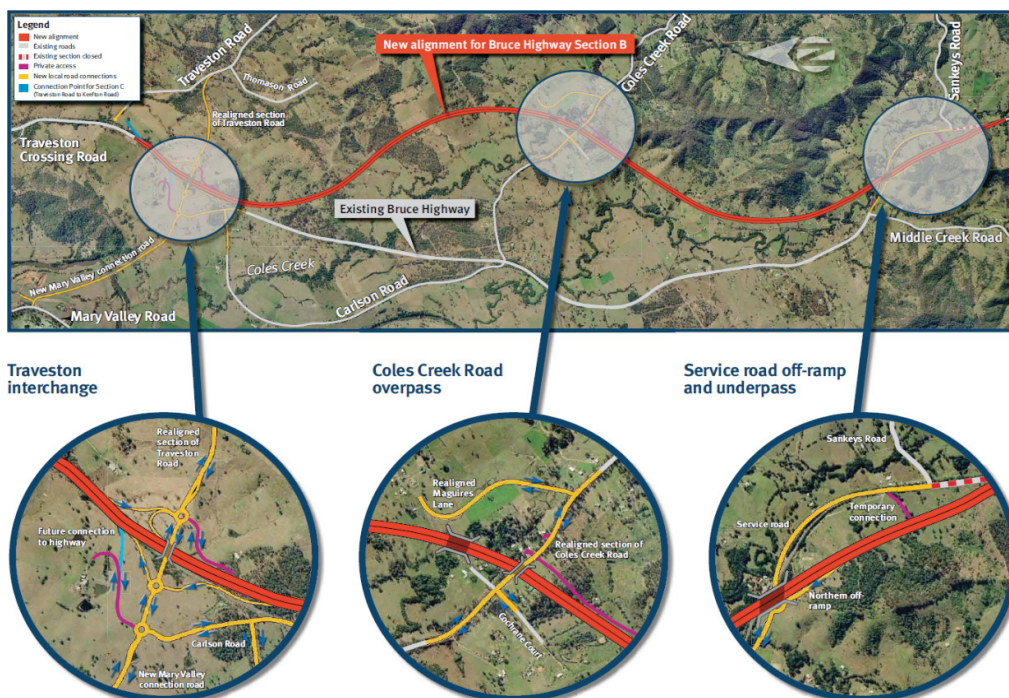 Legend
New alignment
Existing roads
Existing section closed
Private access
New local road connections
Connection Point for Section C
(Traveston Road to Keefton Road)
Traveston Road
Thomason Road
New alignment for Bruce Highway Section B
Coles Creek Road
Sankeys Road
Realigned section
of Traveston Road
Traveston
Crossing Road
Existing Bruce Highway
Middle Creek Road
New Mary Valley connection road
Coles Creek
Carlson Road
Mary Valley Road
Traveston
interchange
Coles Creek Road
overpass
Service road off-ramp
and underpass
Realigned
section of
Traveston
Road
Future connection
to highway
Carlson Road
New Mary Valley
connection road
Realigned
Maguires
Lane
Realigned section of
Coles Creek Road
Cochrane Court
Sankeys Road
Temporary
connection
Service road
Northern off-
ramp